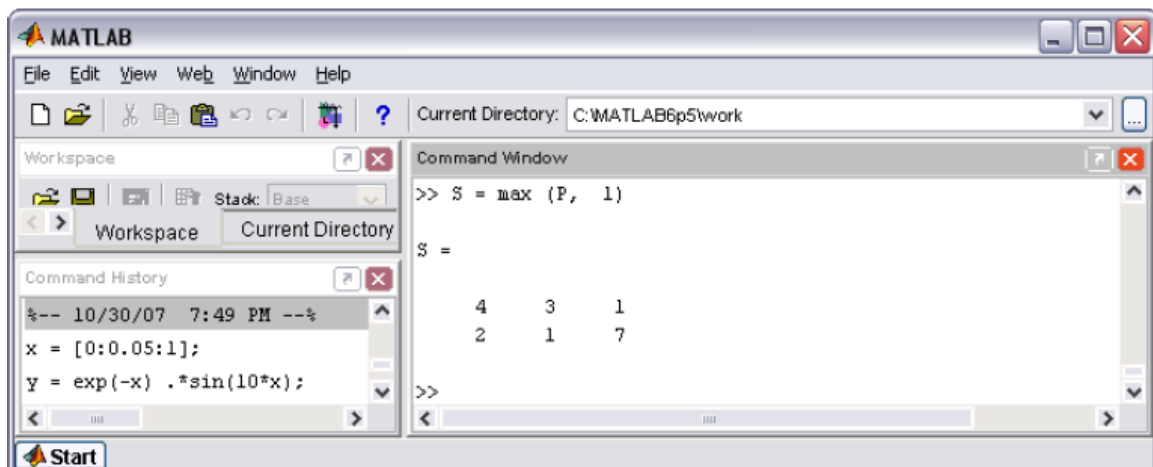 MATLAB
File Edit View Web Window Help
? Current Directory: C:\MATLAB6p5\work ...
Workspace
Stack: Base
Workspace Current Directory
Command History
%-- 10/30/07 7:49 PM --%
x = [0:0.05:1];
y = exp(-x) .*sin(10*x);
Command Window
>> S = max (P, 1)
S =
4 3 1
2 1 7
>>
Start